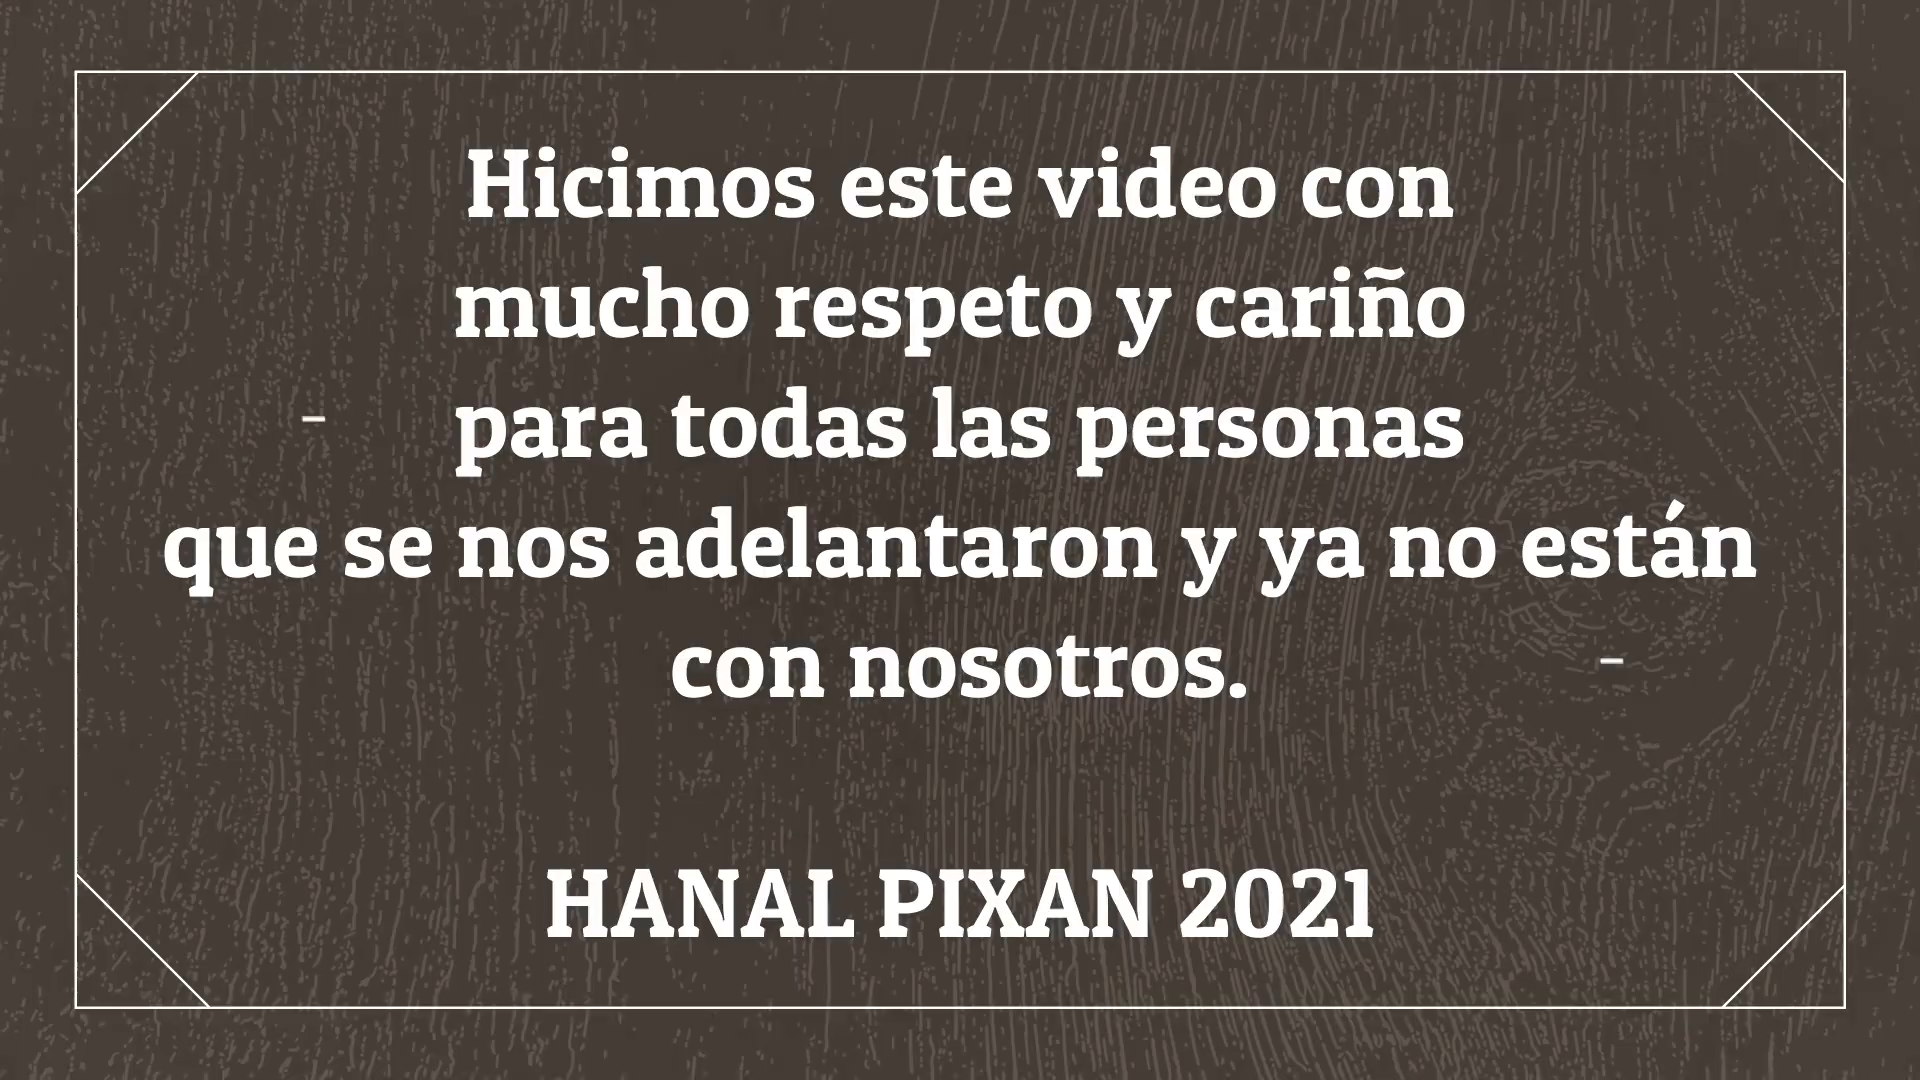 Hicimos este video con
mucho respeto y cariño
para todas las personas
que se nos adelantaron y ya no están
con nosotros.
HANAL PIXAN 2021